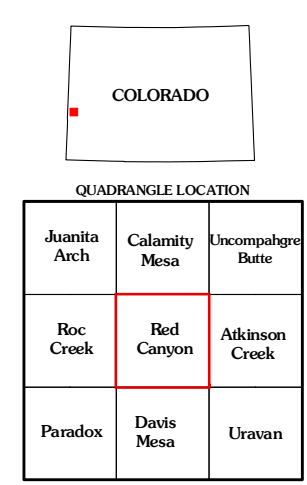 COLORADO
QUADRANGLE LOCATION
Juanita
Arch
Calamity
Mesa
Uncompahgre
Butte
Roc
Creek
Red
Canyon
Atkinson
Creek
Paradox
Davis
Mesa
Uravan